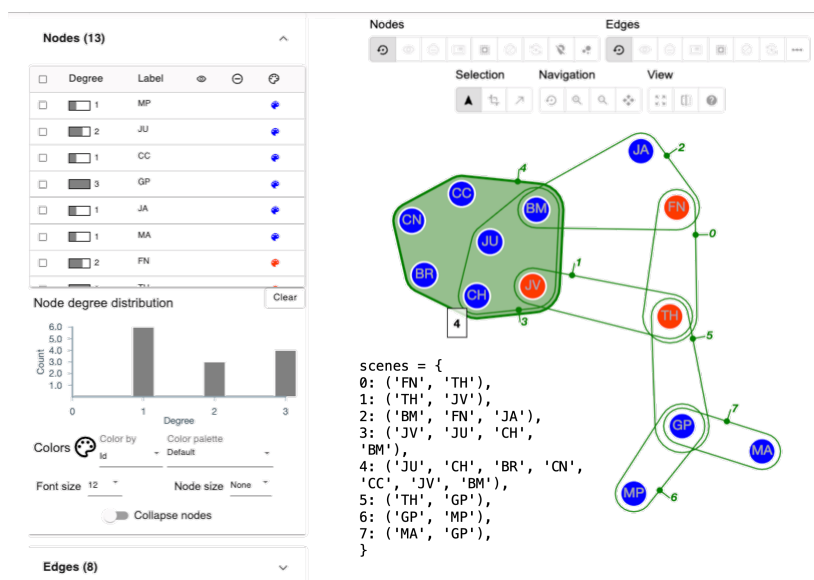 Nodes (13)
Degree Label
1 MP
2 JU
1 CC
3 GP
1 JA
1 MA
2 FN
Node degree distribution
Clear
Count
6.0
5.0
4.0
3.0
2.0
1.0
0 1 2 3
Degree
Colors
Color by
Id
Color palette
Default
Font size 12
Node size None
Collapse nodes
Edges (8)
Nodes
Edges
Selection
Navigation
View
JA
2
4
CC
BM
FN
CN
0
JU
1
BR
JV
CH
TH
4
3
5
7
GP
MA
MP
6
scenes = {
0: ('FN', 'TH'),
1: ('TH', 'JV'),
2: ('BM', 'FN', 'JA'),
3: ('JV', 'JU', 'CH',
'BM'),
4: ('JU', 'CH', 'BR', 'CN',
'CC', 'JV', 'BM'),
5: ('TH', 'GP'),
6: ('GP', 'MP'),
7: ('MA', 'GP'),
}